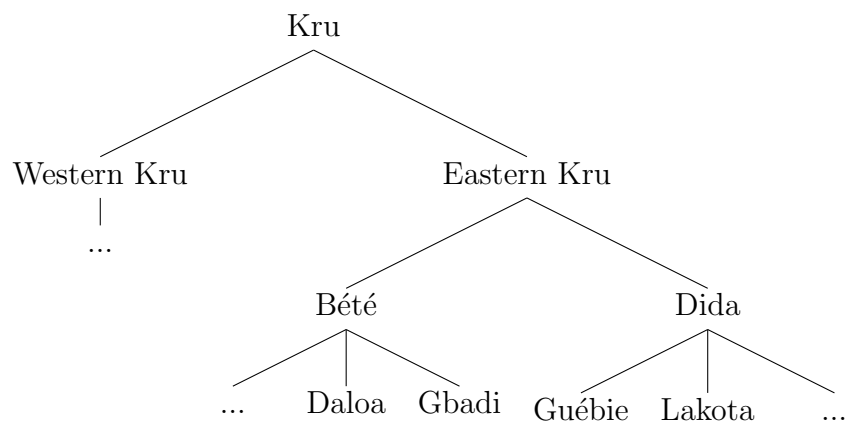 Kru
Western Kru Eastern Kru
...
Bété Dida
... Daloa Gbadi Guébie Lakota ...